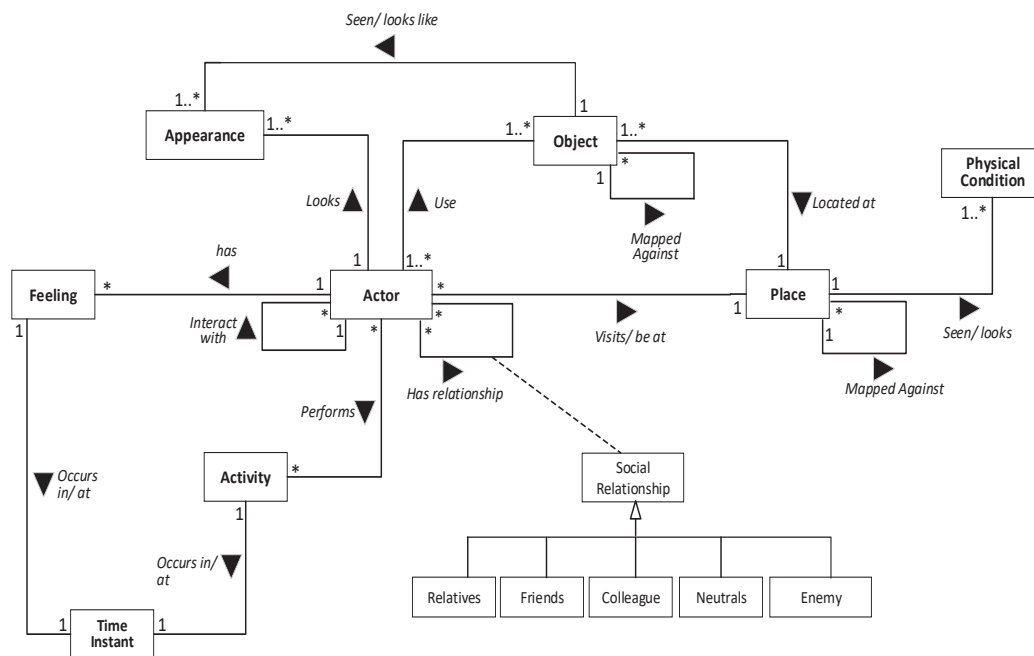 Seen/ looks like
1..*
1
Appearance
1..*
1..*
Object
1..*
*
1
Physical
Condition
1..*
Looks
Use
Mapped
Against
Located at
has
1
1..*
1
Feeling
*
1
Actor
*
1
Place
1
1
Interact
with
*
1
*
*
*
Visits/ be at
*
1
Seen/ looks
Has relationship
Mapped Against
Performs
Occurs
in/ at
Activity
*
1
Social
Relationship
Occurs in/
at
Relatives
Friends
Colleague
Neutrals
Enemy
1
Time
Instant
1